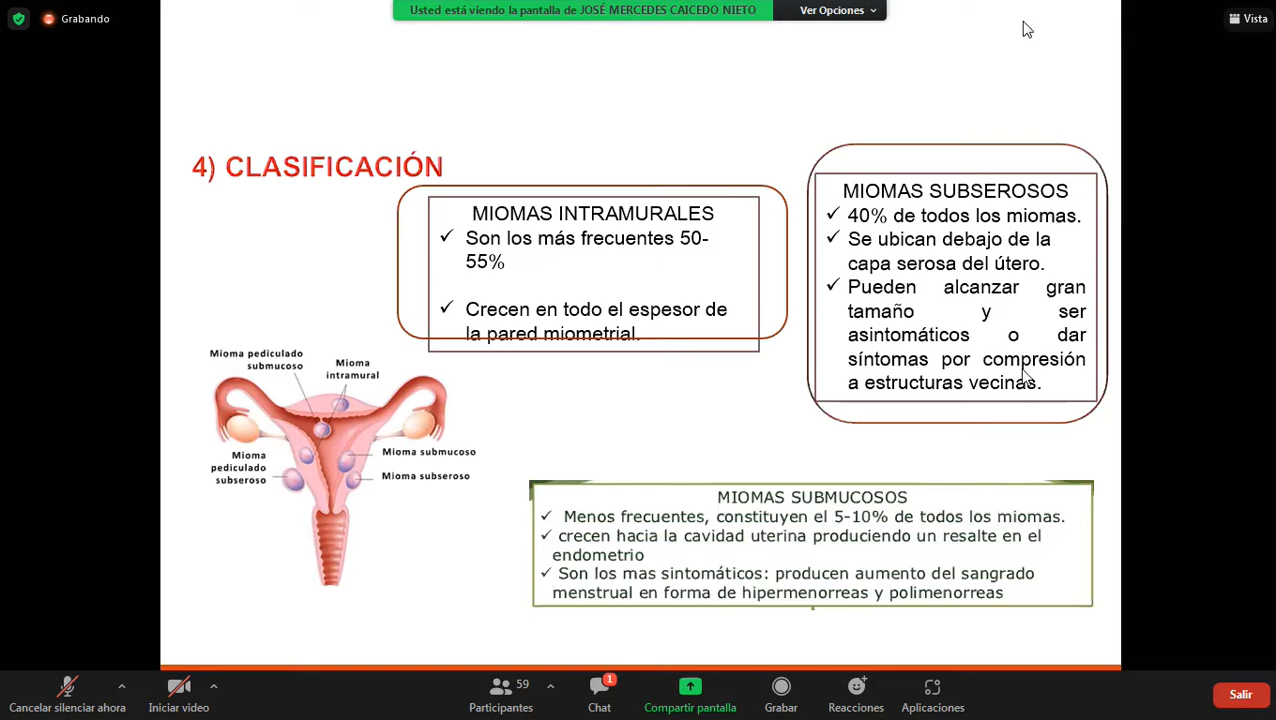 Grabando
Usted está viendo la pantalla de JOSÉ MERCEDES CAICEDO NIETO
Ver Opciones
Vista
4) CLASIFICACIÓN
MIOMAS INTRAMURALES
✓ Son los más frecuentes 50-
55%
✓ Crecen en todo el espesor de
la pared miometrial.
MIOMAS SUBSEROSOS
✓ 40% de todos los miomas.
✓ Se ubican debajo de la
capa serosa del útero.
✓ Pueden alcanzar gran
tamaño y ser
asintomáticos o dar
síntomas por compresión
a estructuras vecinas.
Mioma pediculado
submucoso
Mioma
intramural
Mioma
pediculado
subseroso
Mioma submucoso
Mioma subseroso
MIOMAS SUBMUCOSOS
✓ Menos frecuentes, constituyen el 5-10% de todos los miomas.
✓ crecen hacia la cavidad uterina produciendo un resalte en el
endometrio
✓ Son los mas sintomáticos: producen aumento del sangrado
menstrual en forma de hipermenorreas y polimenorreas
Cancelar silenciar ahora
Iniciar video
59
Participantes
1
Chat
Compartir pantalla
Grabar
Reacciones
Aplicaciones
Salir